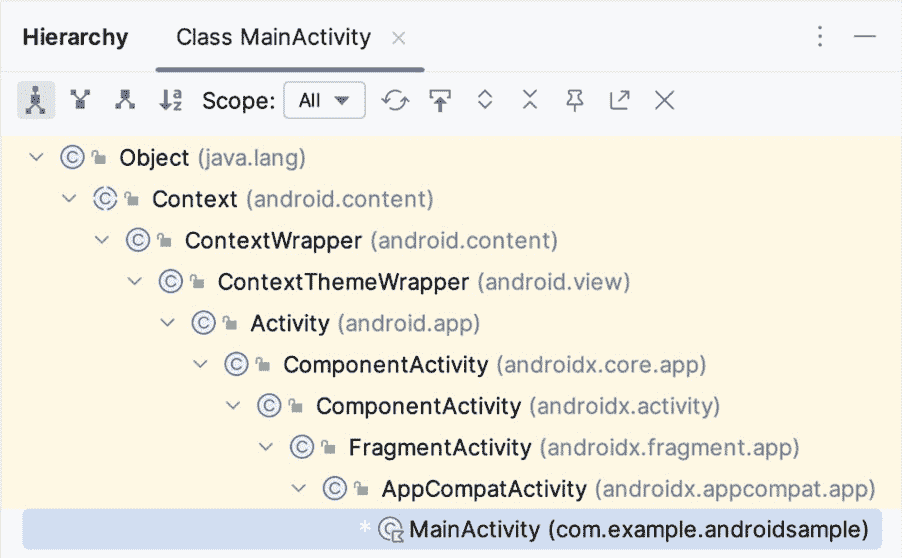 Hierarchy Class MainActivity
Scope: All
Object (java.lang)
Context (android.content)
ContextWrapper (android.content)
ContextThemeWrapper (android.view)
Activity (android.app)
ComponentActivity (androidx.core.app)
ComponentActivity (androidx.activity)
FragmentActivity (androidx.fragment.app)
AppCompatActivity (androidx.appcompat.app)
* MainActivity (com.example.androidsample)